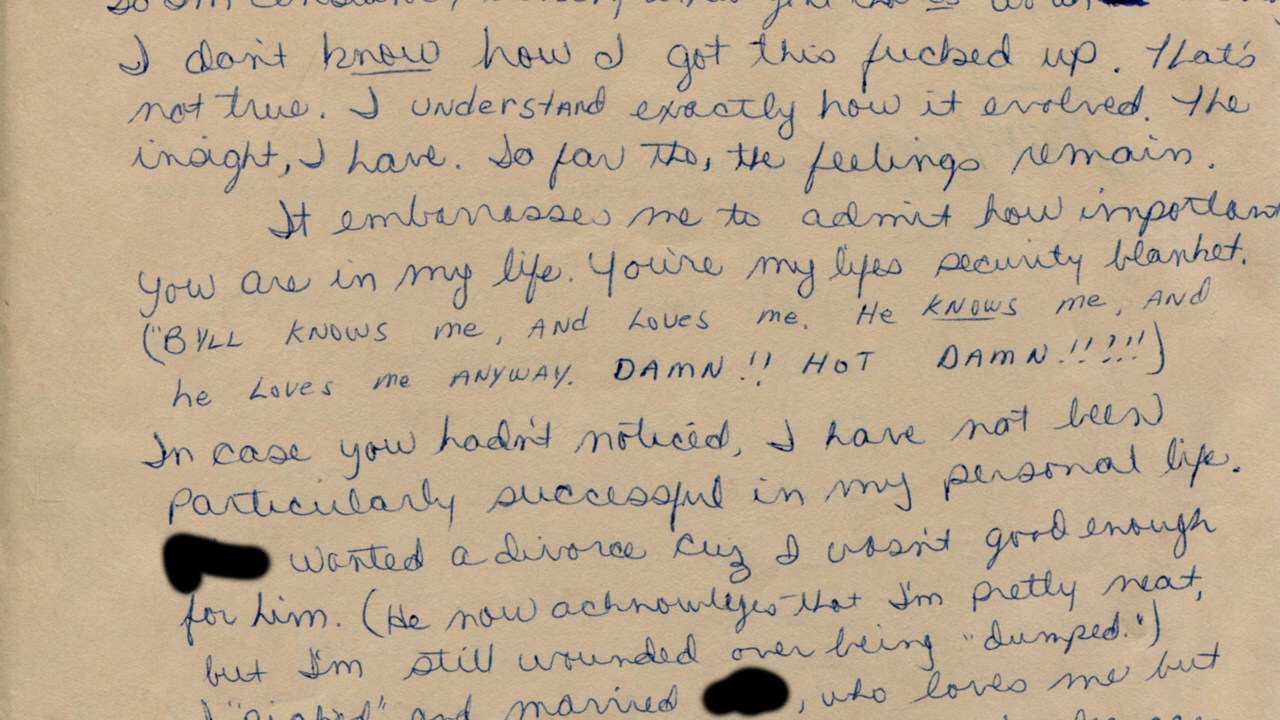 I don't know how I got this fucked up. That's
not true. I understand exactly how it evolved. The
insight, I have. So far tho, the feelings remain.
It embarrasses me to admit how important
you are in my life. You're my lifes security blanket.
("BYLL KNOWS me, AND Loves me. He KNOWS me, AND
he Loves me ANYWAY. DAMN!! HOT DAMN!!!!!)
In case you hadn't noticed, I have not been
particularly successful in my personal life.
wanted a divorce cuz I wasn't good enough
for him. (He now acknowleges that I'm pretty neat,
but I'm still wounded over being "dumped.")
and married , who loves me but